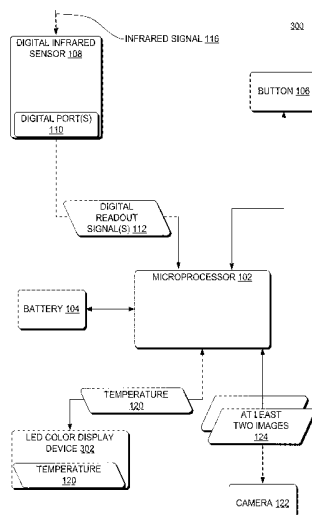 INFRARED SIGNAL 116
300
DIGITAL INFRARED
SENSOR 108
BUTTON 106
DIGITAL PORT(S)
110
DIGITAL
READOUT
SIGNAL(S) 112
MICROPROCESSOR 102
BATTERY 104
TEMPERATURE
120
AT LEAST
TWO IMAGES
124
LED COLOR DISPLAY
DEVICE 302
TEMPERATURE
120
CAMERA 122